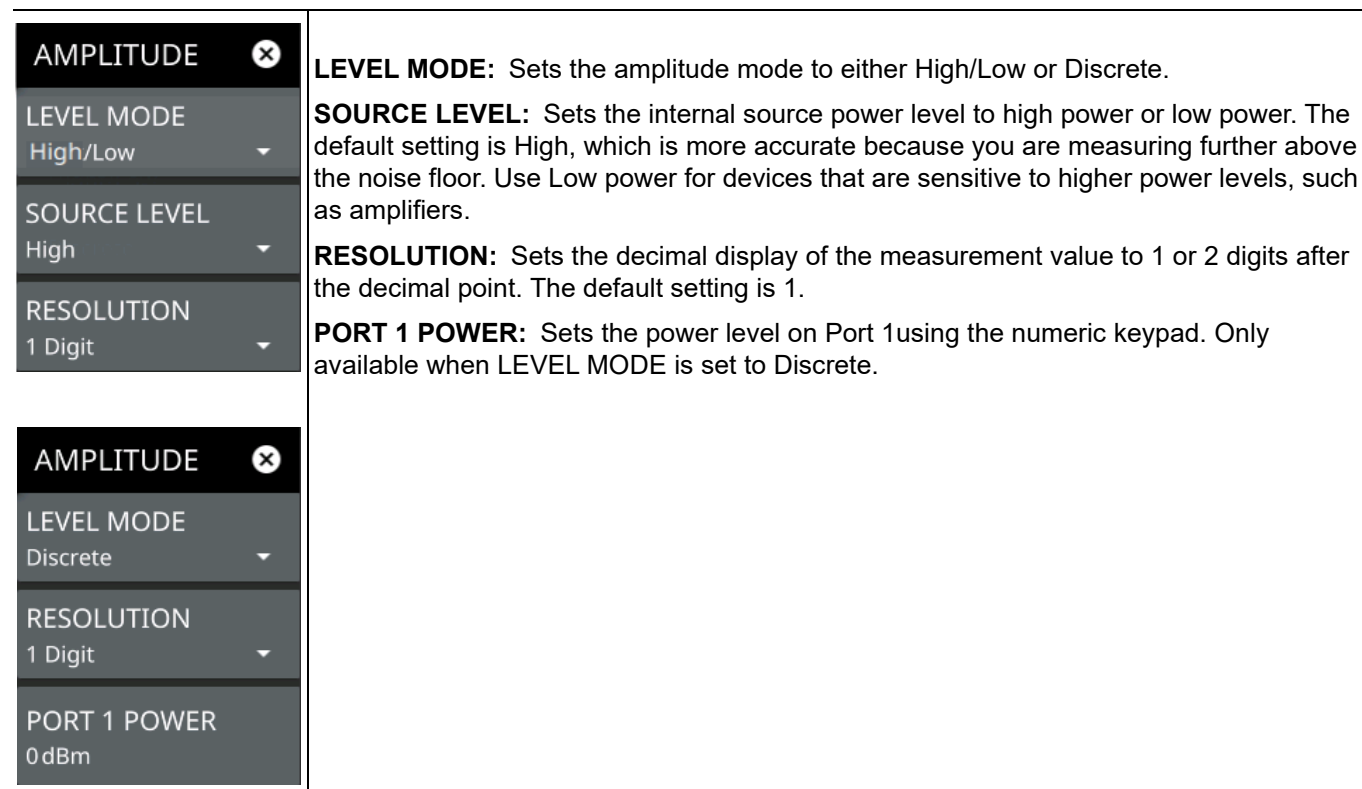 AMPLITUDE
LEVEL MODE
High/Low
SOURCE LEVEL
High
RESOLUTION
1 Digit
AMPLITUDE
LEVEL MODE
Discrete
RESOLUTION
1 Digit
PORT 1 POWER
0 dBm
LEVEL MODE: Sets the amplitude mode to either High/Low or Discrete.
SOURCE LEVEL: Sets the internal source power level to high power or low power. The
default setting is High, which is more accurate because you are measuring further above
the noise floor. Use Low power for devices that are sensitive to higher power levels, such
as amplifiers.
RESOLUTION: Sets the decimal display of the measurement value to 1 or 2 digits after
the decimal point. The default setting is 1.
PORT 1 POWER: Sets the power level on Port 1using the numeric keypad. Only
available when LEVEL MODE is set to Discrete.